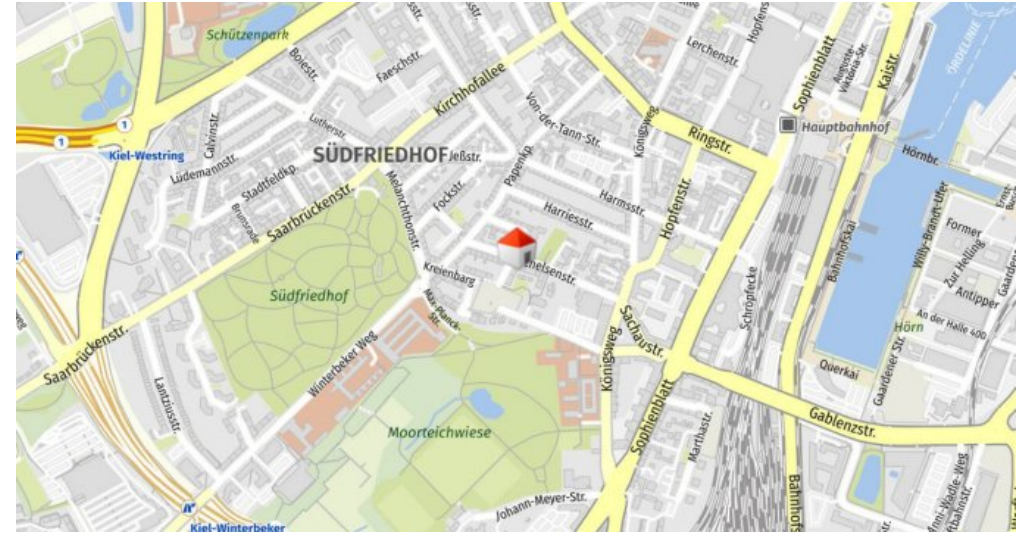 Schützenpark
Boiestr.
Faeschstr.
Kirchhofallee
Lutherstr.
Calvinstr.
1
1
Kiel-Westring
Lüdemannstr.
Stadtfeldkp.
Brunsrade
SÜDFRIEDHOF
Jeßstr.
Saarbrückenstr.
Melanchthonstr.
Fockstr.
Papenkp.
Von-der-Tann-Str.
Königsweg
Lerchenstr.
Hopfenstr.
Ringstr.
Sophienblatt
Auguste-
Viktoria-Str.
Kaistr.
Hauptbahnhof
Hörnbr.
Harmsstr.
Harriesstr.
Hopfenstr.
Kreienbarg
Max-Planck-
Str.
Südfriedhof
Winterbeker Weg
Saarbrückenstr.
Lantziusstr.
Moorteichwiese
Sachaustr.
Königsweg
Sophienblatt
Schröpfecke
Bahnhofskai
Willy-Brandt-Ufer
Former
Zur Helling
Antipper
An der Halle 400
Hörn
Gaardener Str.
Querkai
Gablenzstr.
Marthastr.
Johann-Meyer-Str.
Kiel-Winterbeker